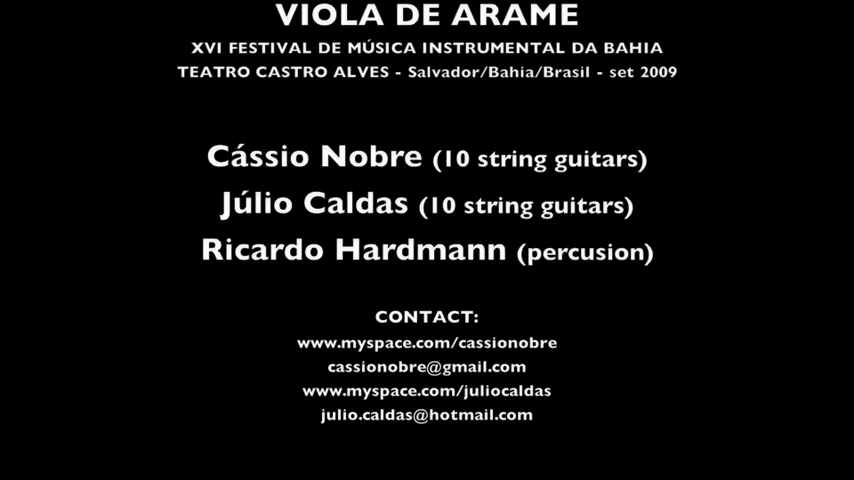 VIOLA DE ARAME
XVI FESTIVAL DE MÚSICA INSTRUMENTAL DA BAHIA
TEATRO CASTRO ALVES - Salvador/Bahia/Brasil - set 2009
Cássio Nobre (10 string guitars)
Júlio Caldas (10 string guitars)
Ricardo Hardmann (percusion)
CONTACT:
www.myspace.com/cassionobre
cassionobre@gmail.com
www.myspace.com/juliocaldas
julio.caldas@hotmail.com